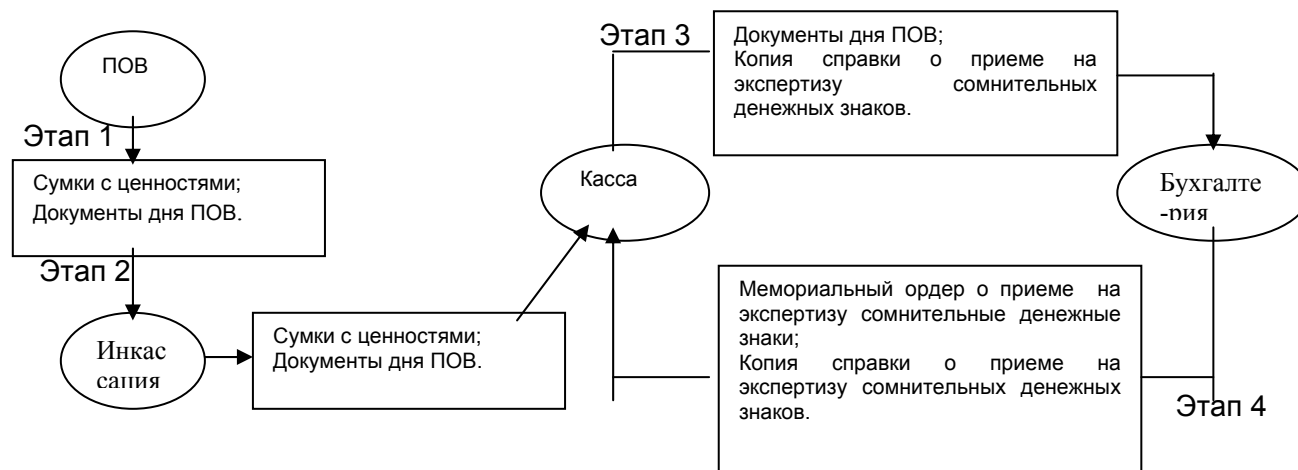 ПОВ
Этап 1
Сумки с ценностями;
Документы дня ПОВ.
Этап 2
Инкас
сация
Сумки с ценностями;
Документы дня ПОВ.
Касса
Этап 3
Документы дня ПОВ;
Копия справки о приеме на
экспертизу сомнительных
денежных знаков.
Бухгалте
-рия
Мемориальный ордер о приеме на
экспертизу сомнительные денежные
знаки;
Копия справки о приеме на
экспертизу сомнительных денежных
знаков.
Этап 4